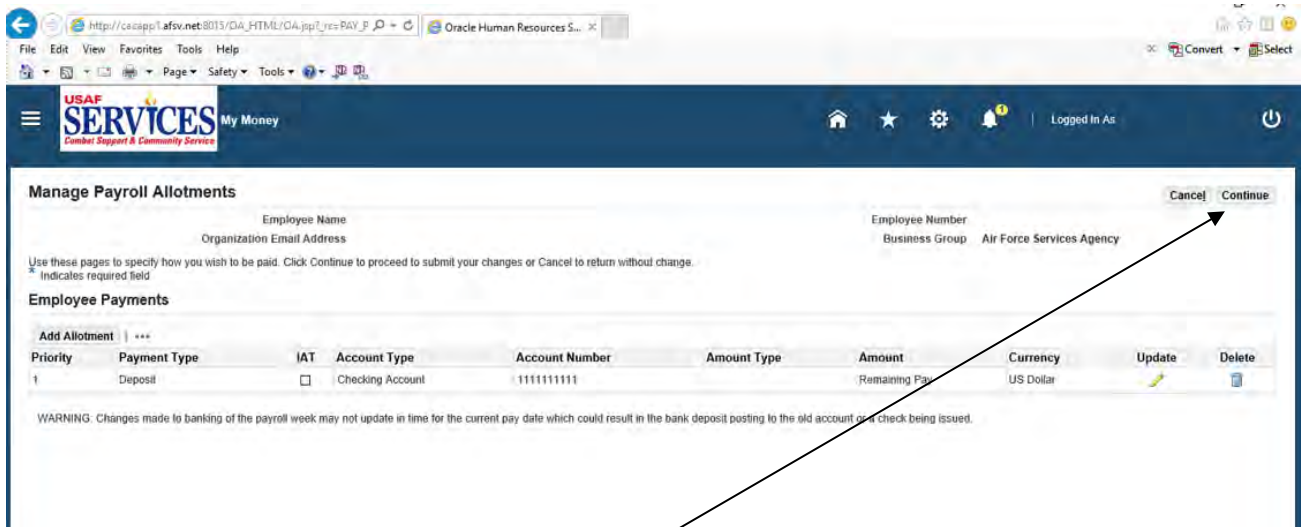 http://cacapp1.afsv.net:8015/OA_HTML/OA.jsp?_rc=PAY_P
Oracle Human Resources S...
File Edit View Favorites Tools Help
Convert Select
Page Safety Tools
USAF
SERVICES
Combat Support & Community Service
My Money
Logged In As
Manage Payroll Allotments
Cancel Continue
Employee Name Employee Number
Organization Email Address Business Group Air Force Services Agency
Use these pages to specify how you wish to be paid. Click Continue to proceed to submit your changes or Cancel to return without change.
* Indicates required field
Employee Payments
Add Allotment | ...
Priority Payment Type IAT Account Type Account Number Amount Type Amount Currency Update Delete
1 Deposit Checking Account 1111111111 Remaining Pay US Dollar
WARNING: Changes made to banking of the payroll week may not update in time for the current pay date which could result in the bank deposit posting to the old account or a check being issued.